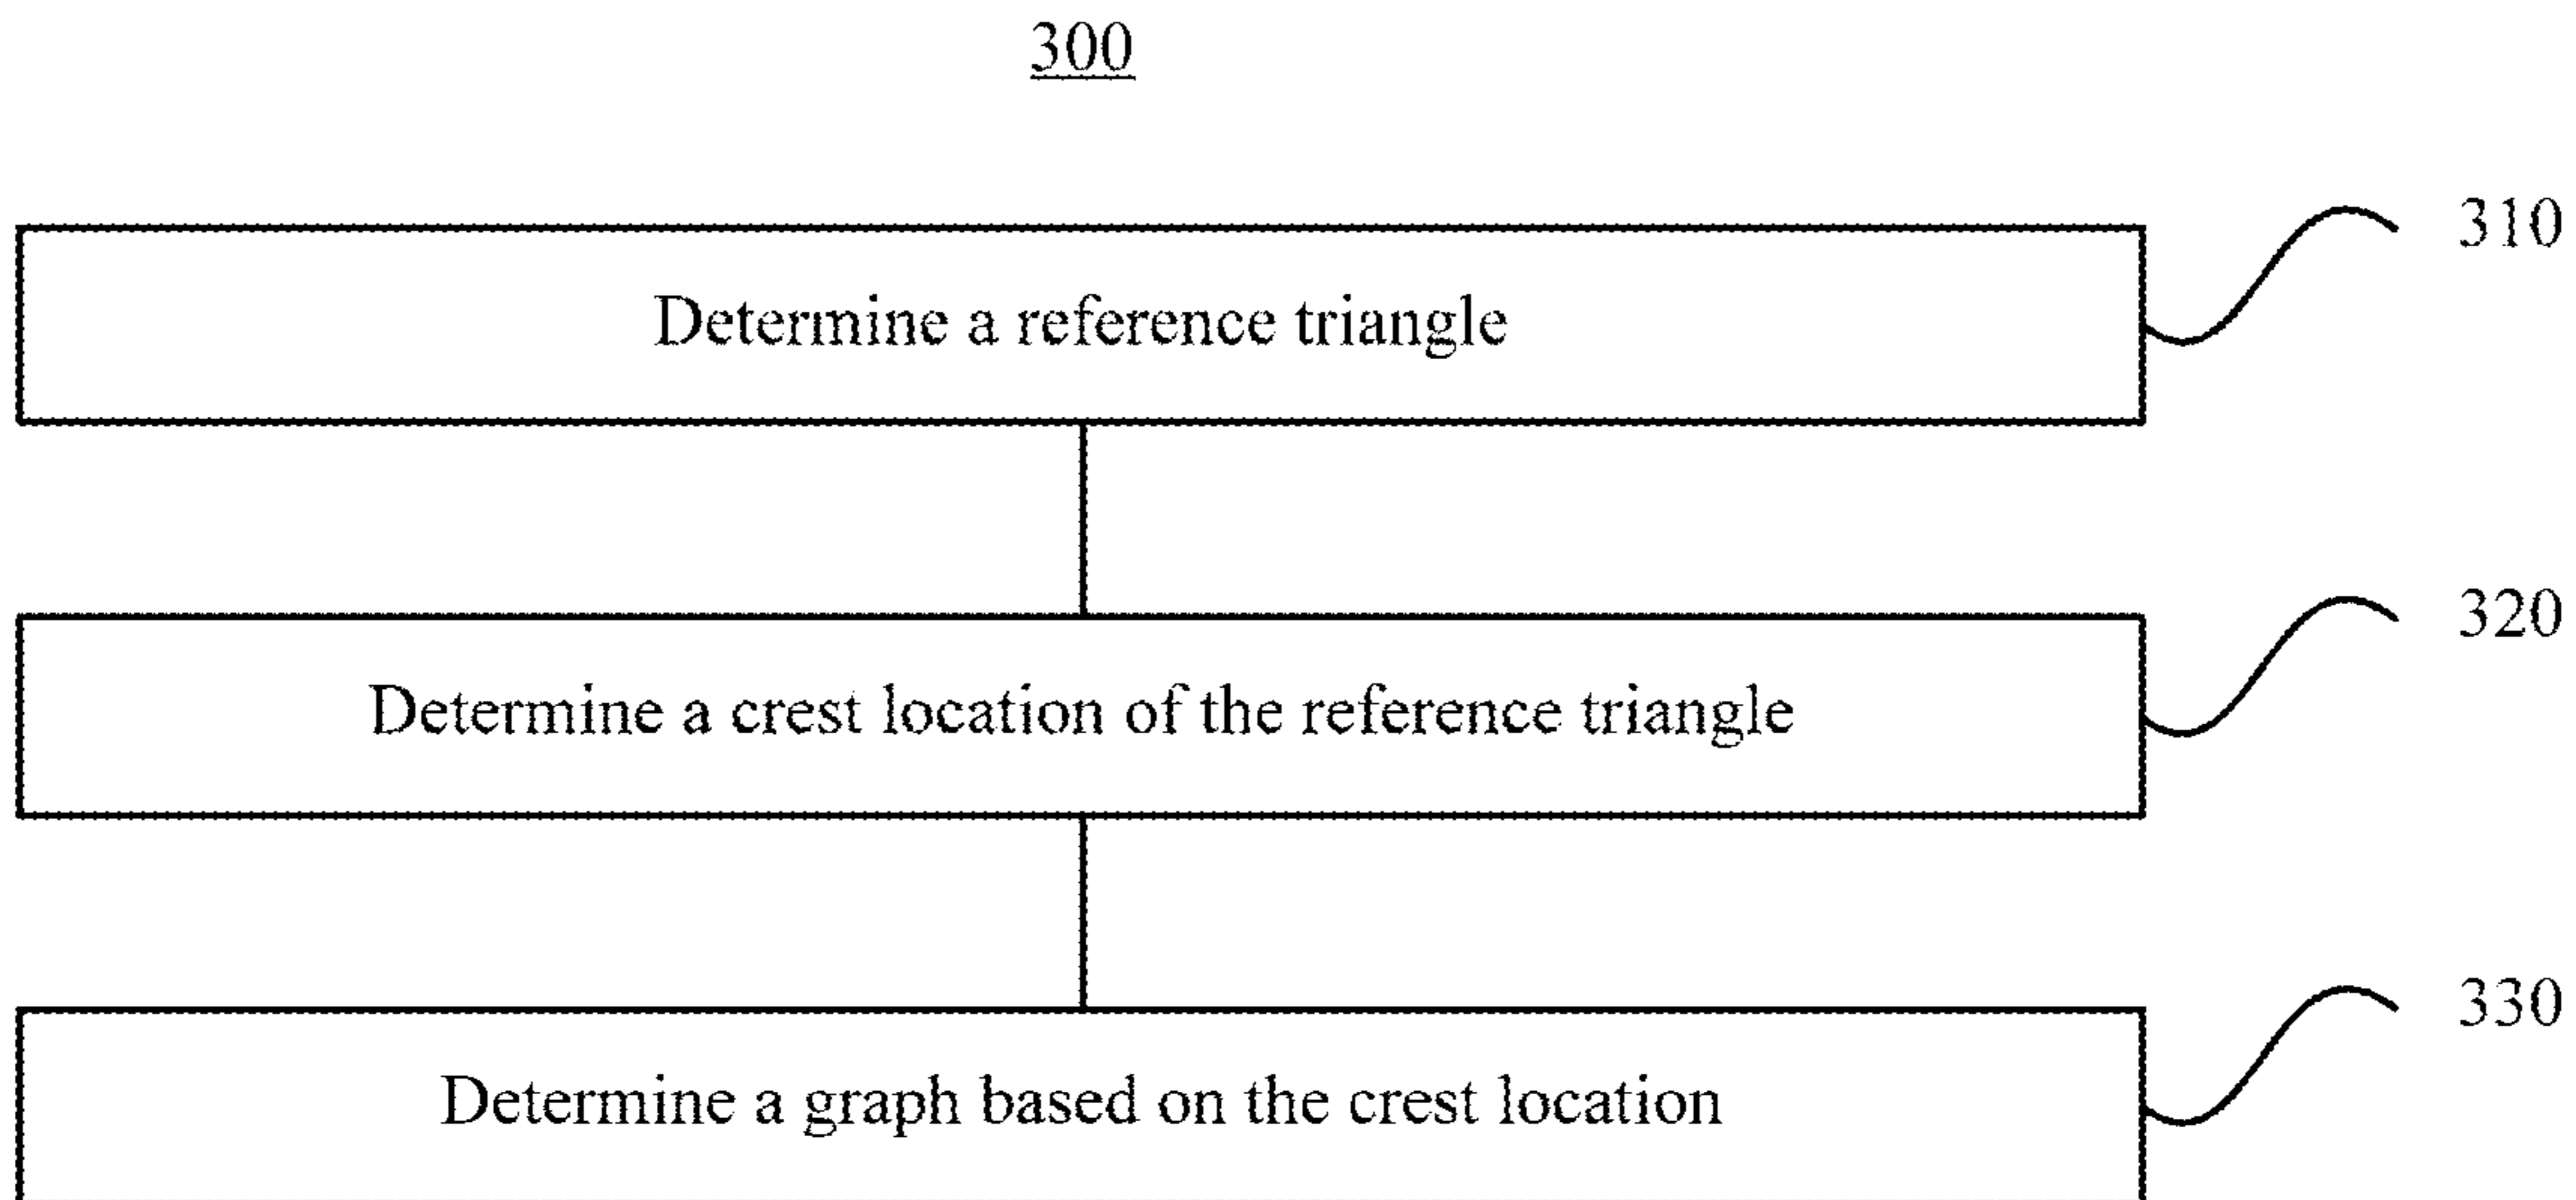 300
310
Determine a reference triangle
320
Determine a crest location of the reference triangle
330
Determine a graph based on the crest location